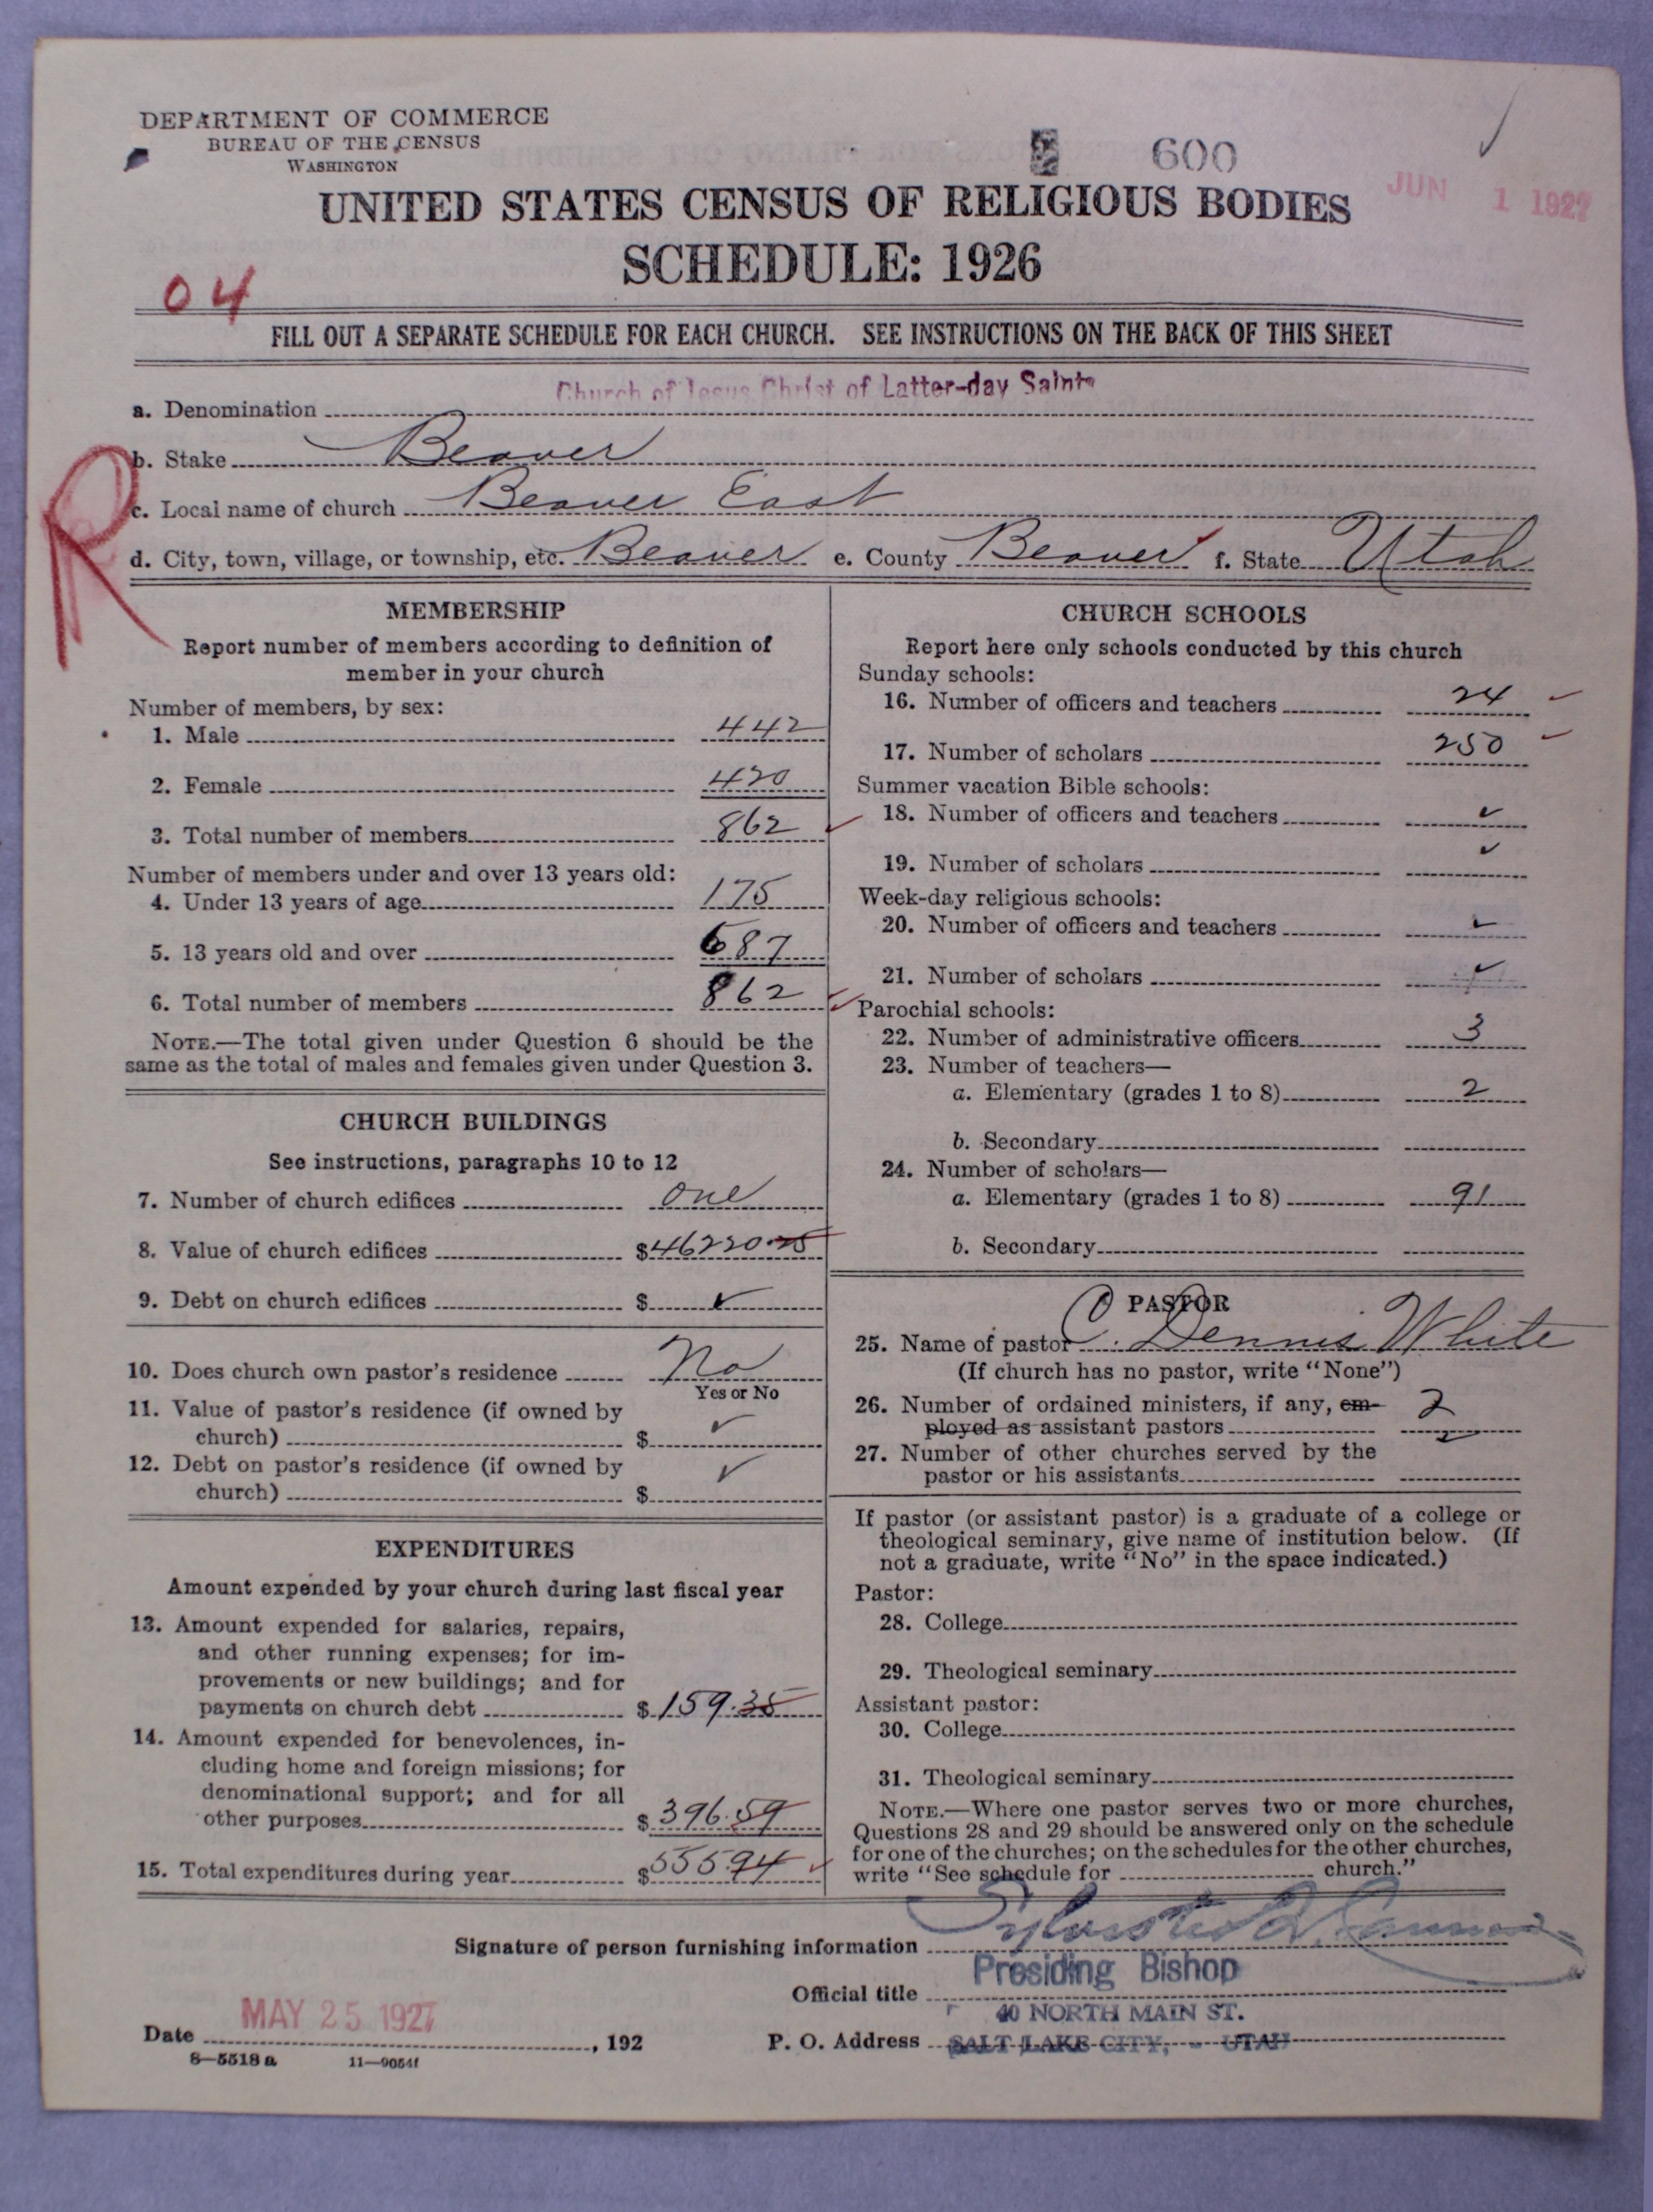 DEPARTMENT OF COMMERCE
BUREAU OF THE CENSUS
WASHINGTON
600
JUN 1 1927
UNITED STATES CENSUS OF RELIGIOUS BODIES
SCHEDULE: 1926
04
FILL OUT A SEPARATE SCHEDULE FOR EACH CHURCH. SEE INSTRUCTIONS ON THE BACK OF THIS SHEET
a. Denomination Church of Jesus Christ of Latter-day Saints
R
b. Stake Beaver
c. Local name of church Beaver East
d. City, town, village, or township, etc. Beaver e. County Beaver f. State Utah
MEMBERSHIP
Report number of members according to definition of
member in your church
Number of members, by sex:
1. Male 442
2. Female 420
3. Total number of members 862
Number of members under and over 13 years old:
4. Under 13 years of age 175
5. 13 years old and over 687
6. Total number of members 862
NOTE.—The total given under Question 6 should be the
same as the total of males and females given under Question 3.
CHURCH BUILDINGS
See instructions, paragraphs 10 to 12
7. Number of church edifices one
8. Value of church edifices $46220.25
9. Debt on church edifices $ ✓
10. Does church own pastor's residence No
Yes or No
11. Value of pastor's residence (if owned by
church) $ ✓
12. Debt on pastor's residence (if owned by
church) $ ✓
EXPENDITURES
Amount expended by your church during last fiscal year
13. Amount expended for salaries, repairs,
and other running expenses; for im-
provements or new buildings; and for
payments on church debt $159.35
14. Amount expended for benevolences, in-
cluding home and foreign missions; for
denominational support; and for all
other purposes $396.59
15. Total expenditures during year $555.94
CHURCH SCHOOLS
Report here only schools conducted by this church
Sunday schools:
16. Number of officers and teachers 24
17. Number of scholars 250
Summer vacation Bible schools:
18. Number of officers and teachers ✓
19. Number of scholars ✓
Week-day religious schools:
20. Number of officers and teachers ✓
21. Number of scholars ✓
Parochial schools:
22. Number of administrative officers 3
23. Number of teachers—
a. Elementary (grades 1 to 8) 2
b. Secondary
24. Number of scholars—
a. Elementary (grades 1 to 8) 91
b. Secondary
PASTOR
25. Name of pastor C. Dennis White
(If church has no pastor, write "None")
26. Number of ordained ministers, if any, em-
ployed as assistant pastors 2
27. Number of other churches served by the
pastor or his assistants
If pastor (or assistant pastor) is a graduate of a college or
theological seminary, give name of institution below. (If
not a graduate, write "No" in the space indicated.)
Pastor:
28. College
29. Theological seminary
Assistant pastor:
30. College
31. Theological seminary
NOTE.—Where one pastor serves two or more churches,
Questions 28 and 29 should be answered only on the schedule
for one of the churches; on the schedules for the other churches,
write "See schedule for church."
Signature of person furnishing information Sylvester Q. Cannon
Official title Presiding Bishop
40 NORTH MAIN ST.
Date MAY 25 1927, 192
P. O. Address SALT LAKE CITY, - UTAH
8—5518 a 11—9054f